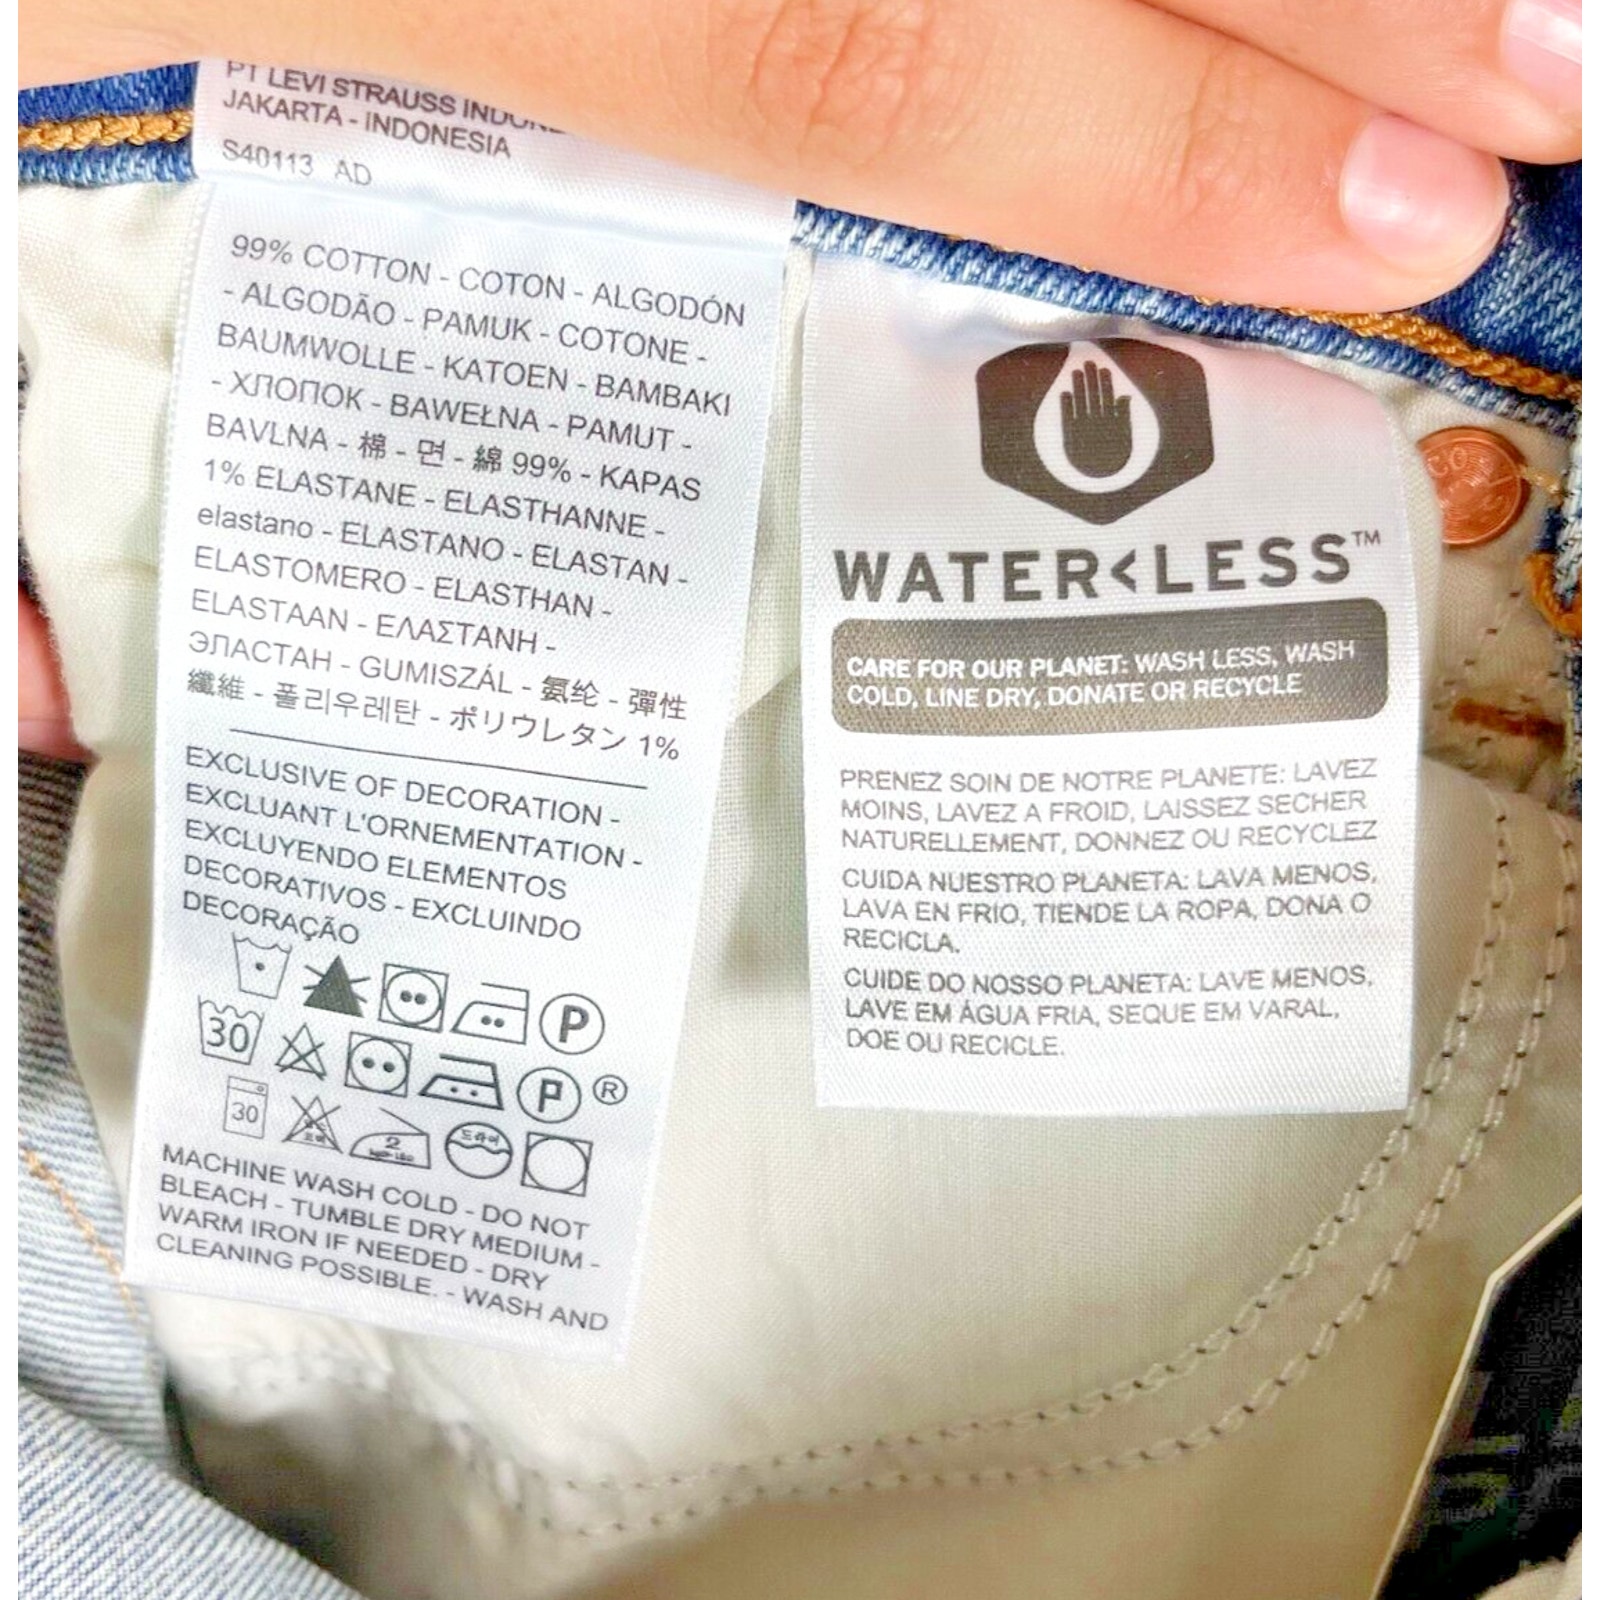 PT LEVI STRAUSS
JAKARTA - INDONESIA
S40113 AD
99% COTTON - COTON - ALGODÓN
- ALGODÃO - PAMUK - COTONE -
BAUMWOLLE - KATOEN - BAMBAKI
- ХЛОПОК - BAWEŁNA - PAMUT -
BAVLNA - 棉 - 면 - 綿 99% - KAPAS
1% ELASTANE - ELASTHANNE -
elastano - ELASTANO - ELASTAN -
ELASTOMERO - ELASTHAN -
ELASTAAN - ΕΛΑΣΤΑΝΗ -
ЭЛАСТАН - GUMISZÁL - 氨纶 - 彈性
纖維 - 폴리우레탄 - ポリウレタン 1%
EXCLUSIVE OF DECORATION -
EXCLUANT L'ORNEMENTATION -
EXCLUYENDO ELEMENTOS
DECORATIVOS - EXCLUINDO
DECORAÇÃO
P
30 P ®
30 2 드라이
MACHINE WASH COLD - DO NOT
BLEACH - TUMBLE DRY MEDIUM -
WARM IRON IF NEEDED - DRY
CLEANING POSSIBLE. - WASH AND
WATER<LESS™
CARE FOR OUR PLANET: WASH LESS, WASH
COLD, LINE DRY, DONATE OR RECYCLE
PRENEZ SOIN DE NOTRE PLANETE: LAVEZ
MOINS, LAVEZ A FROID, LAISSEZ SECHER
NATURELLEMENT, DONNEZ OU RECYCLEZ
CUIDA NUESTRO PLANETA: LAVA MENOS,
LAVA EN FRIO, TIENDE LA ROPA, DONA O
RECICLA.
CUIDE DO NOSSO PLANETA: LAVE MENOS,
LAVE EM ÁGUA FRIA, SEQUE EM VARAL,
DOE OU RECICLE.